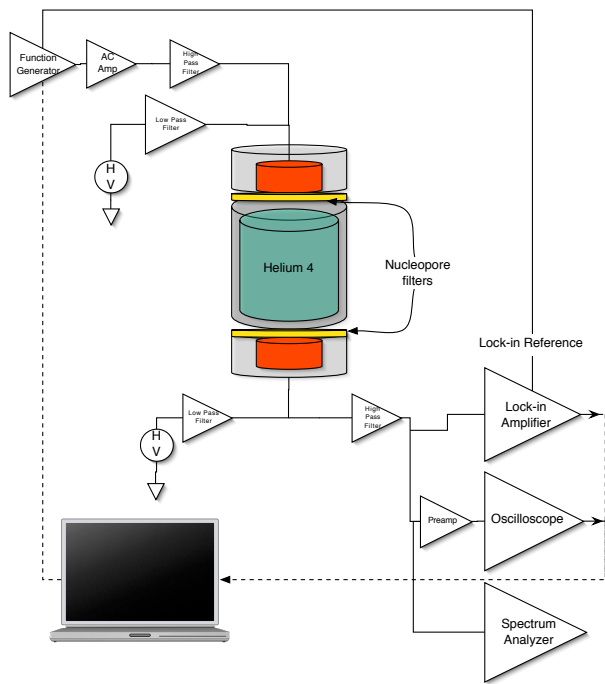 Function
Generator
AC
Amp
High
Pass
Filter
Low Pass
Filter
H
V
Helium 4
Nucleopore
filters
Lock-in Reference
Low Pass
Filter
H
V
High
Pass
Filter
Lock-in
Amplifier
Preamp
Oscilloscope
Spectrum
Analyzer